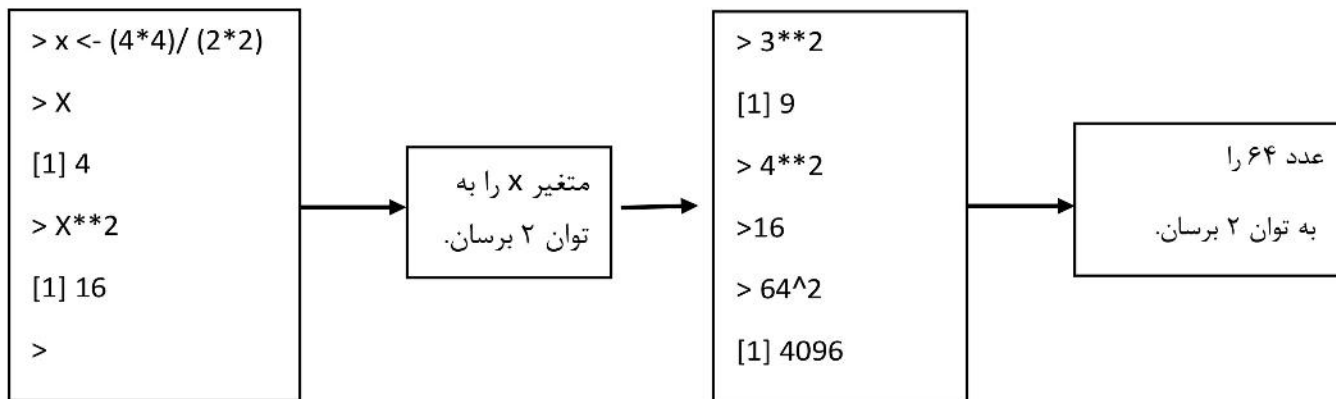 > x <- (4*4)/ (2*2)
> X
[1] 4
> X**2
[1] 16
>
متغیر x را به
توان ۲ برسان.
> 3**2
[1] 9
> 4**2
>16
> 64^2
[1] 4096
عدد ۶۴ را
به توان ۲ برسان.